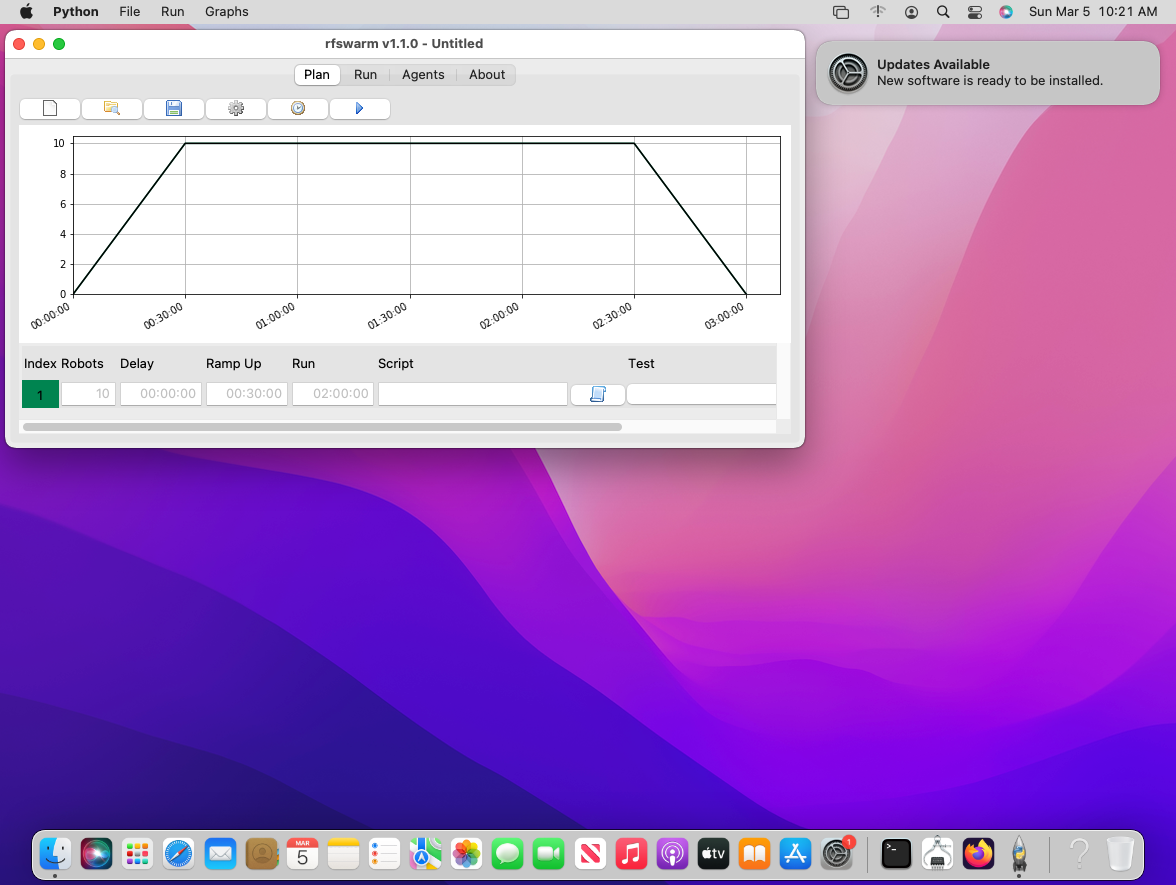 Python File Run Graphs Sun Mar 5 10:21 AM
rfswarm v1.1.0 - Untitled
Updates Available
New software is ready to be installed.
Plan Run Agents About
10
8
6
4
2
0
00:00:00 00:30:00 01:00:00 01:30:00 02:00:00 02:30:00 03:00:00
Index Robots Delay Ramp Up Run Script Test
1 10 00:00:00 00:30:00 02:00:00
MAR
5
tv
1
>_